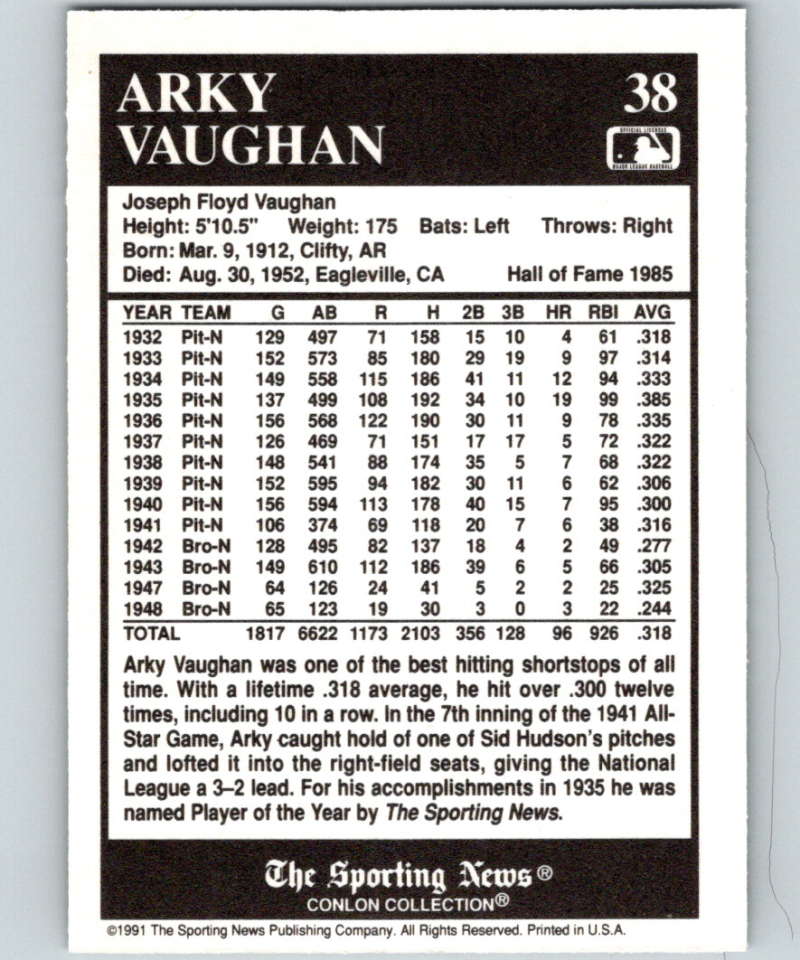 ARKY
VAUGHAN
38
OFFICIAL LICENSEE
MAJOR LEAGUE BASEBALL
Joseph Floyd Vaughan
Height: 5'10.5" Weight: 175 Bats: Left Throws: Right
Born: Mar. 9, 1912, Clifty, AR
Died: Aug. 30, 1952, Eagleville, CA Hall of Fame 1985
YEAR TEAM G AB R H 2B 3B HR RBI AVG
1932 Pit-N 129 497 71 158 15 10 4 61 .318
1933 Pit-N 152 573 85 180 29 19 9 97 .314
1934 Pit-N 149 558 115 186 41 11 12 94 .333
1935 Pit-N 137 499 108 192 34 10 19 99 .385
1936 Pit-N 156 568 122 190 30 11 9 78 .335
1937 Pit-N 126 469 71 151 17 17 5 72 .322
1938 Pit-N 148 541 88 174 35 5 7 68 .322
1939 Pit-N 152 595 94 182 30 11 6 62 .306
1940 Pit-N 156 594 113 178 40 15 7 95 .300
1941 Pit-N 106 374 69 118 20 7 6 38 .316
1942 Bro-N 128 495 82 137 18 4 2 49 .277
1943 Bro-N 149 610 112 186 39 6 5 66 .305
1947 Bro-N 64 126 24 41 5 2 2 25 .325
1948 Bro-N 65 123 19 30 3 0 3 22 .244
TOTAL 1817 6622 1173 2103 356 128 96 926 .318
Arky Vaughan was one of the best hitting shortstops of all
time. With a lifetime .318 average, he hit over .300 twelve
times, including 10 in a row. In the 7th inning of the 1941 All-
Star Game, Arky caught hold of one of Sid Hudson's pitches
and lofted it into the right-field seats, giving the National
League a 3–2 lead. For his accomplishments in 1935 he was
named Player of the Year by The Sporting News.
The Sporting News®
CONLON COLLECTION®
©1991 The Sporting News Publishing Company. All Rights Reserved. Printed in U.S.A.